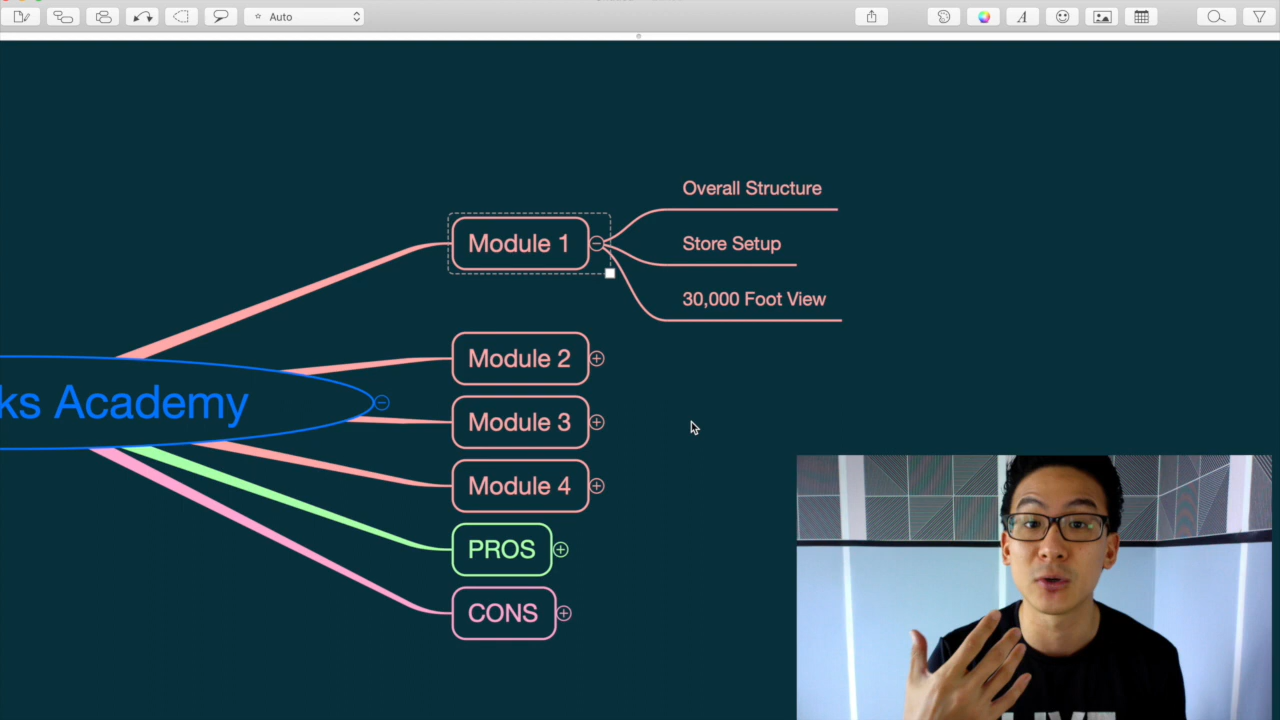 Auto
Overall Structure
Module 1
Store Setup
30,000 Foot View
Module 2
ks Academy
Module 3
Module 4
PROS
CONS